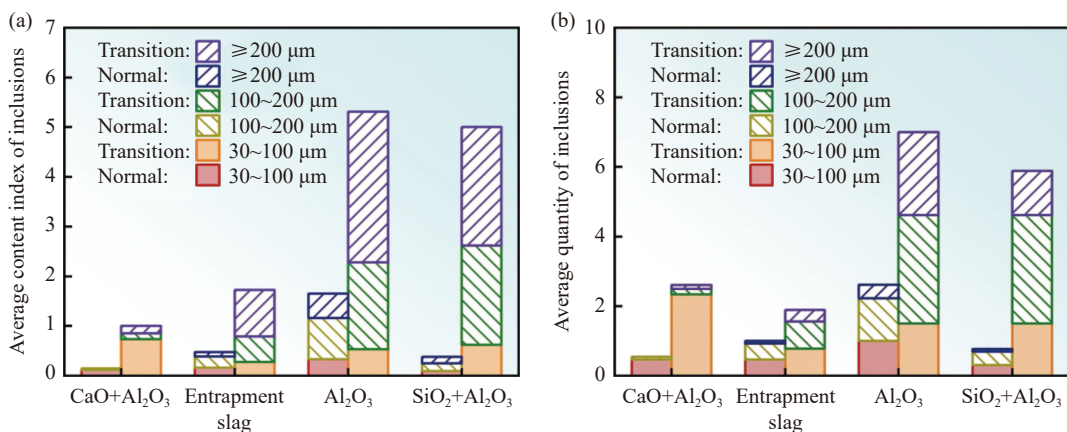 (a)
Average content index of inclusions
7
6
5
4
3
2
1
0
Transition: ≥200 μm
Normal: ≥200 μm
Transition: 100~200 μm
Normal: 100~200 μm
Transition: 30~100 μm
Normal: 30~100 μm
CaO+Al₂O₃ Entrapment Al₂O₃ SiO₂+Al₂O₃
slag
(b)
Average quantity of inclusions
10
8
6
4
2
0
Transition: ≥200 μm
Normal: ≥200 μm
Transition: 100~200 μm
Normal: 100~200 μm
Transition: 30~100 μm
Normal: 30~100 μm
CaO+Al₂O₃ Entrapment Al₂O₃ SiO₂+Al₂O₃
slag